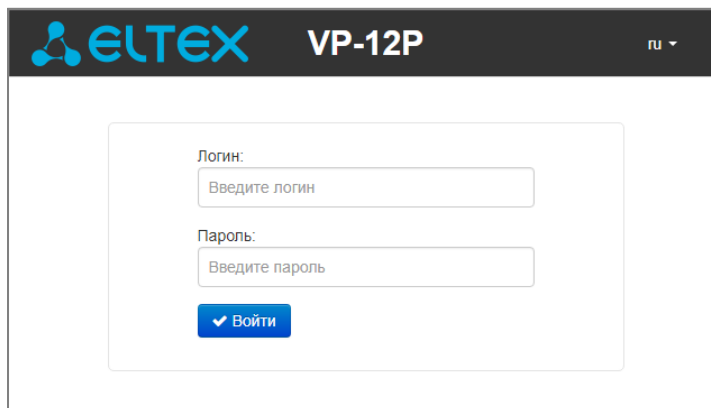 ELTEX VP-12P ru
Логин:
Введите логин
Пароль:
Введите пароль
Войти